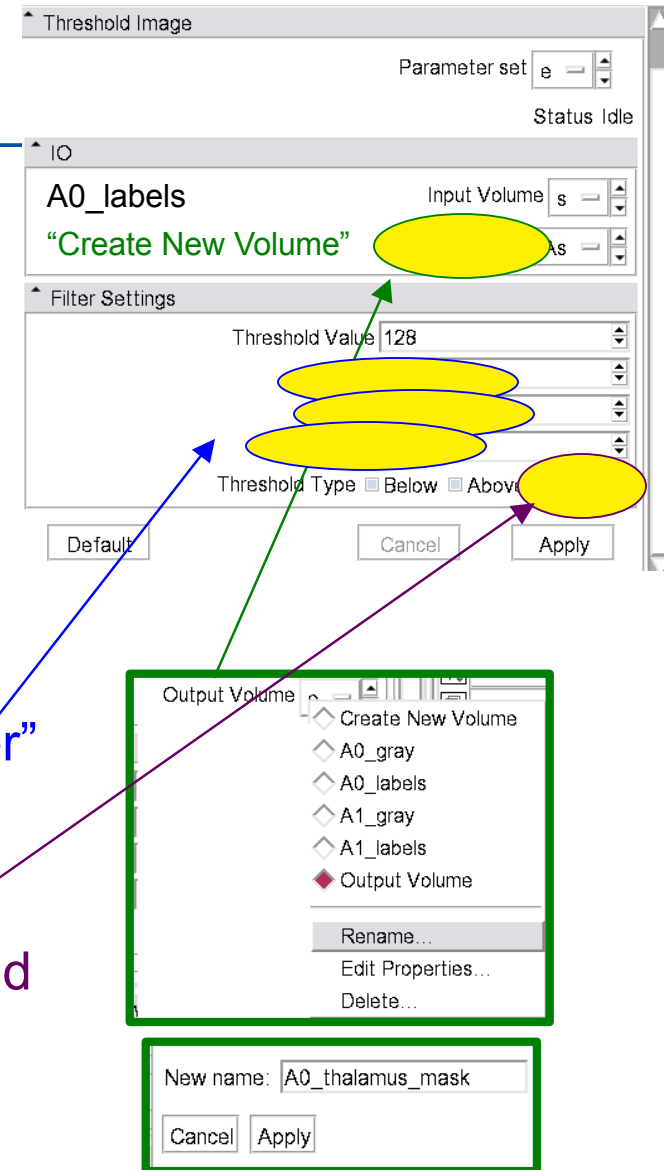 Threshold Image
Parameter set e
Status Idle
IO
A0_labels Input Volume s
“Create New Volume” As
Filter Settings
Threshold Value 128
Threshold Type Below Above
Default Cancel Apply
Output Volume
Create New Volume
A0_gray
A0_labels
A1_gray
A1_labels
Output Volume
r”
Rename...
Edit Properties...
d
Delete...
New name: A0_thalamus_mask
Cancel Apply